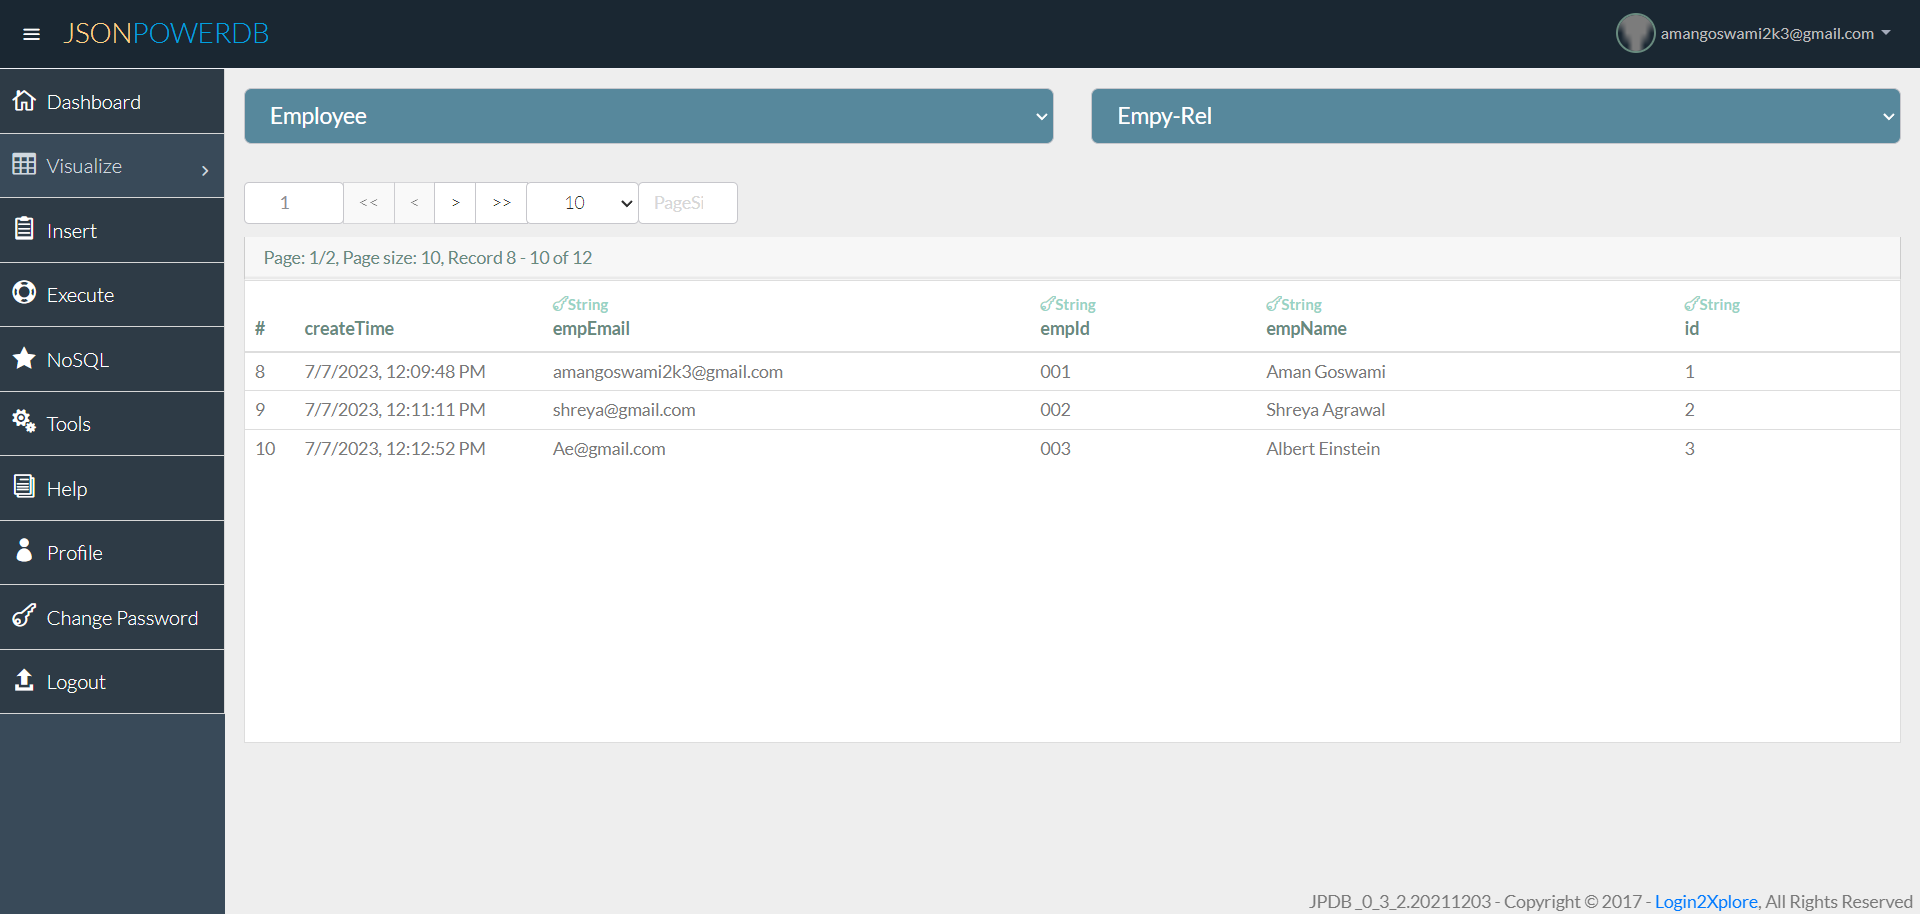 JSONPOWERDB
amangoswami2k3@gmail.com
Dashboard
Visualize
Insert
Execute
NoSQL
Tools
Help
Profile
Change Password
Logout
Employee
Empy-Rel
1 << < > >> 10 PageSi
Page: 1/2, Page size: 10, Record 8 - 10 of 12
String String String String
# createTime empEmail empId empName id
8 7/7/2023, 12:09:48 PM amangoswami2k3@gmail.com 001 Aman Goswami 1
9 7/7/2023, 12:11:11 PM shreya@gmail.com 002 Shreya Agrawal 2
10 7/7/2023, 12:12:52 PM Ae@gmail.com 003 Albert Einstein 3
JPDB_0_3_2.20211203 - Copyright © 2017 - Login2Xplore, All Rights Reserved